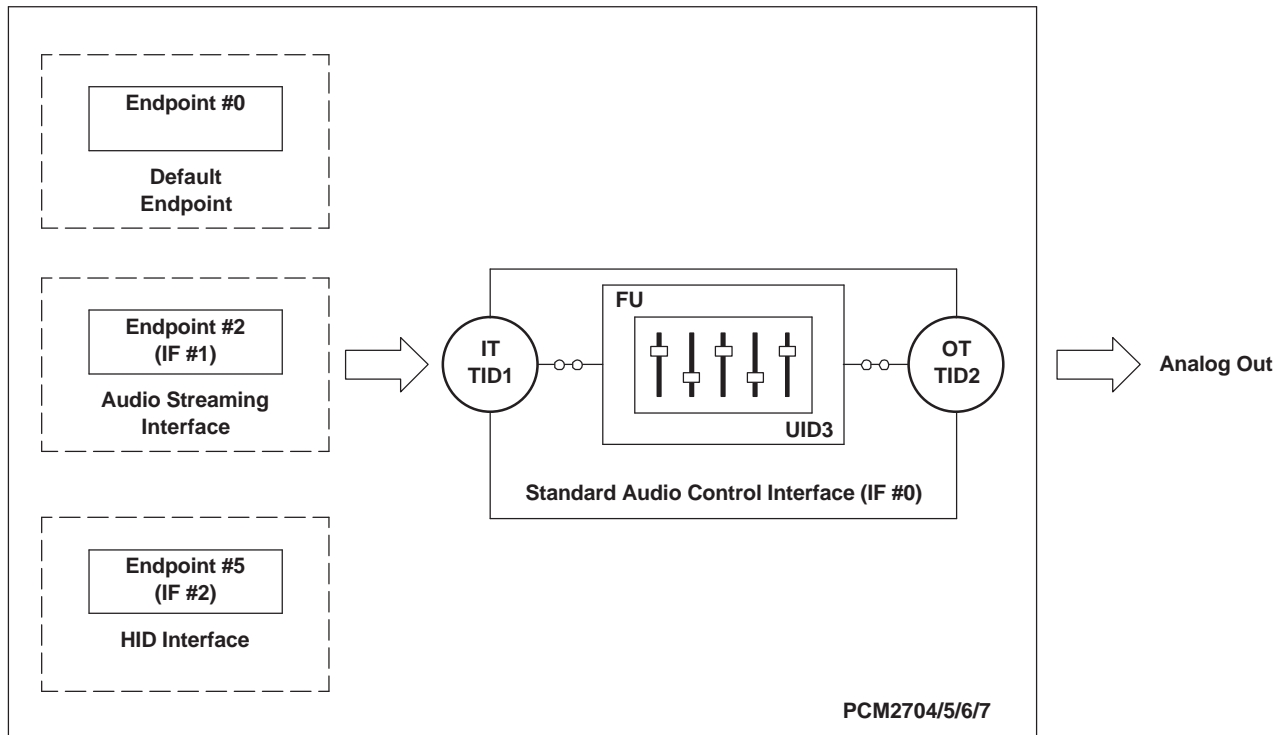 Endpoint #0
Default
Endpoint
Endpoint #2
(IF #1)
Audio Streaming
Interface
Endpoint #5
(IF #2)
HID Interface
IT
TID1
FU
UID3
OT
TID2
Standard Audio Control Interface (IF #0)
Analog Out
PCM2704/5/6/7